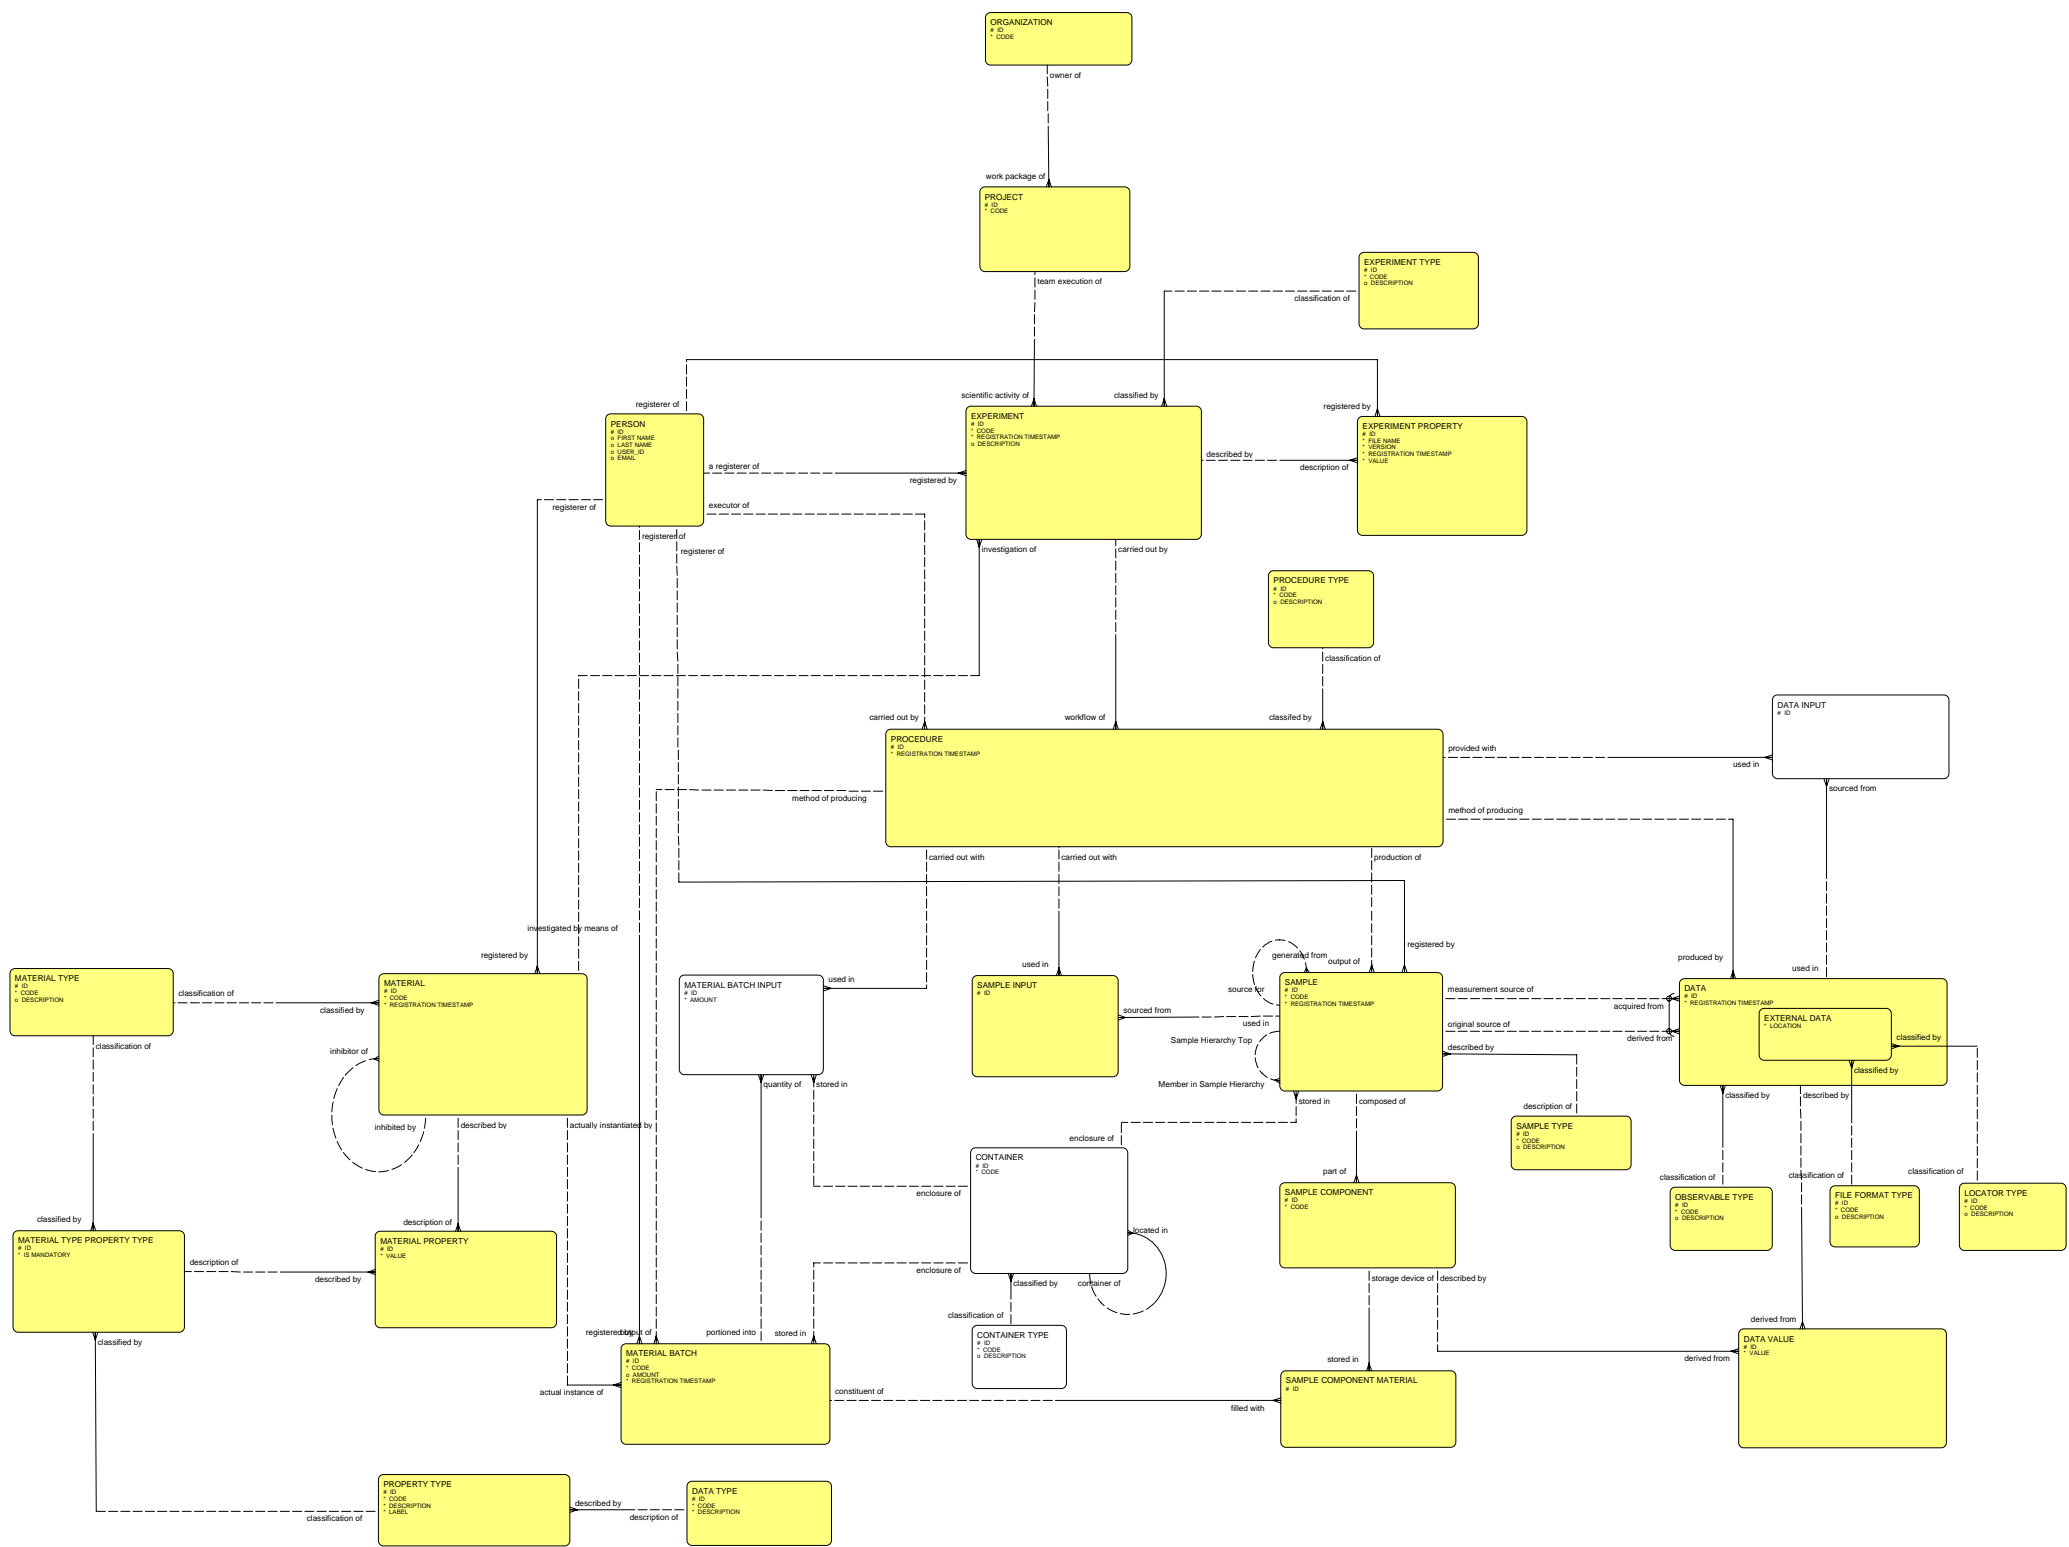 ORGANIZATION
# ID
* CODE
owner of
work package of
PROJECT
# ID
* CODE
team execution of
EXPERIMENT TYPE
# ID
* CODE
o DESCRIPTION
classification of
registerer of
scientific activity of
classified by
registered by
PERSON
# ID
o FIRST NAME
o LAST NAME
o USER_ID
o EMAIL
EXPERIMENT
# ID
* CODE
* REGISTRATION TIMESTAMP
o DESCRIPTION
EXPERIMENT PROPERTY
# ID
* FILE NAME
* VERSION
* REGISTRATION TIMESTAMP
* VALUE
a registerer of
registered by
described by
description of
registerer of
executor of
registerer of
registerer of
investigation of
carried out by
PROCEDURE TYPE
# ID
* CODE
o DESCRIPTION
classification of
carried out by
workflow of
classifed by
DATA INPUT
# ID
PROCEDURE
# ID
* REGISTRATION TIMESTAMP
provided with
used in
sourced from
method of producing
method of producing
carried out with
carried out with
production of
investigated by means of
registered by
registered by
generated from
output of
used in
used in
produced by
used in
MATERIAL TYPE
# ID
* CODE
o DESCRIPTION
classification of
classified by
MATERIAL
# ID
* CODE
* REGISTRATION TIMESTAMP
MATERIAL BATCH INPUT
# ID
* AMOUNT
SAMPLE INPUT
# ID
source for
SAMPLE
# ID
* CODE
* REGISTRATION TIMESTAMP
measurement source of
acquired from
DATA
# ID
* REGISTRATION TIMESTAMP
EXTERNAL DATA
* LOCATION
sourced from
used in
original source of
derived from
classified by
classification of
inhibitor of
Sample Hierarchy Top
described by
classified by
Member in Sample Hierarchy
quantity of
stored in
stored in
composed of
classified by
described by
inhibited by
described by
actually instantiated by
description of
SAMPLE TYPE
# ID
* CODE
o DESCRIPTION
enclosure of
CONTAINER
# ID
* CODE
part of
classification of
classification of
classification of
enclosure of
SAMPLE COMPONENT
# ID
* CODE
OBSERVABLE TYPE
# ID
* CODE
o DESCRIPTION
FILE FORMAT TYPE
# ID
* CODE
o DESCRIPTION
LOCATOR TYPE
# ID
* CODE
o DESCRIPTION
classified by
description of
located in
MATERIAL TYPE PROPERTY TYPE
# ID
* IS MANDATORY
description of
described by
MATERIAL PROPERTY
# ID
* VALUE
enclosure of
classified by
container of
storage device of
described by
classification of
derived from
classified by
registered by
output of
portioned into
stored in
CONTAINER TYPE
# ID
* CODE
o DESCRIPTION
DATA VALUE
# ID
* VALUE
MATERIAL BATCH
# ID
* CODE
o AMOUNT
* REGISTRATION TIMESTAMP
stored in
derived from
actual instance of
SAMPLE COMPONENT MATERIAL
# ID
constituent of
filled with
PROPERTY TYPE
# ID
* CODE
* DESCRIPTION
* LABEL
DATA TYPE
# ID
* CODE
* DESCRIPTION
described by
description of
classification of